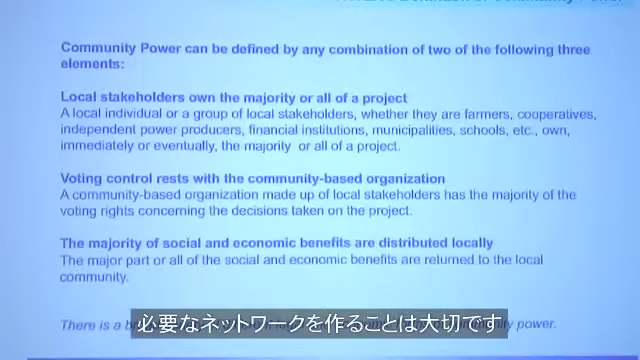 Community Power can be defined by any combination of two of the following three
elements:
Local stakeholders own the majority or all of a project
A local individual or a group of local stakeholders, whether they are farmers, cooperatives,
independent power producers, financial institutions, municipalities, schools, etc., own,
immediately or eventually, the majority or all of a project.
Voting control rests with the community-based organization
A community-based organization made up of local stakeholders has the majority of the
voting rights concerning the decisions taken on the project.
The majority of social and economic benefits are distributed locally
The major part or all of the social and economic benefits are returned to the local
community.
There is a power.
必要なネットワークを作ることは大切です